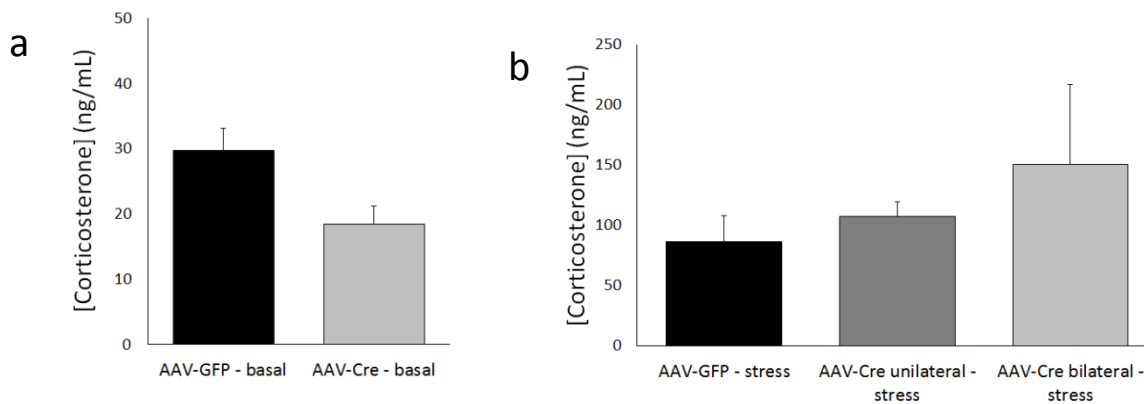 a
[Corticosterone] (ng/mL)
50
40
30
20
10
0
AAV-GFP - basal
AAV-Cre - basal
b
[Corticosterone] (ng/mL)
250
200
150
100
50
0
AAV-GFP - stress
AAV-Cre unilateral -
stress
AAV-Cre bilateral -
stress